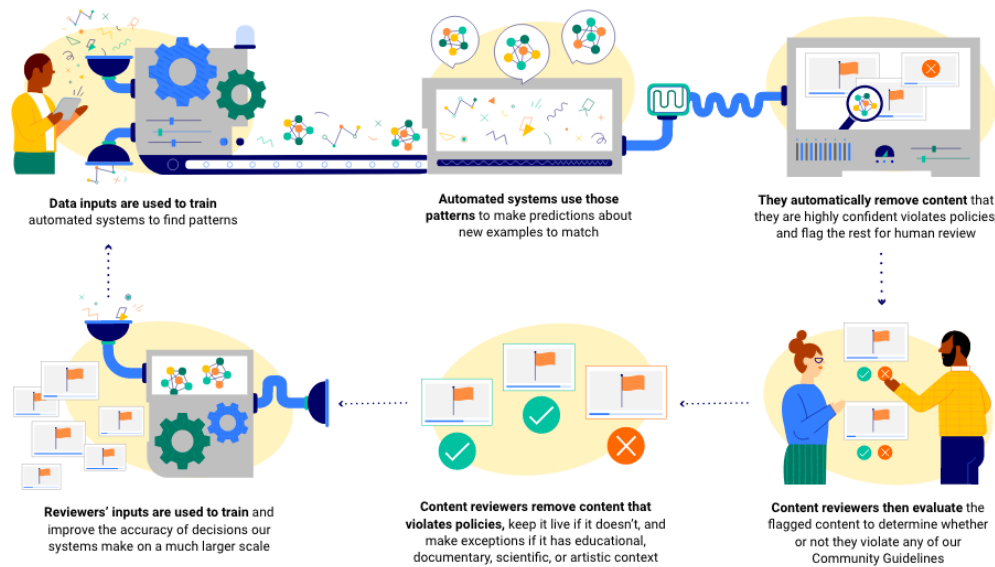 Data inputs are used to train
automated systems to find patterns
Automated systems use those
patterns to make predictions about
new examples to match
They automatically remove content that
they are highly confident violates policies
and flag the rest for human review
Reviewers’ inputs are used to train and
improve the accuracy of decisions our
systems make on a much larger scale
Content reviewers remove content that
violates policies, keep it live if it doesn’t, and
make exceptions if it has educational,
documentary, scientific, or artistic context
Content reviewers then evaluate the
flagged content to determine whether
or not they violate any of our
Community Guidelines